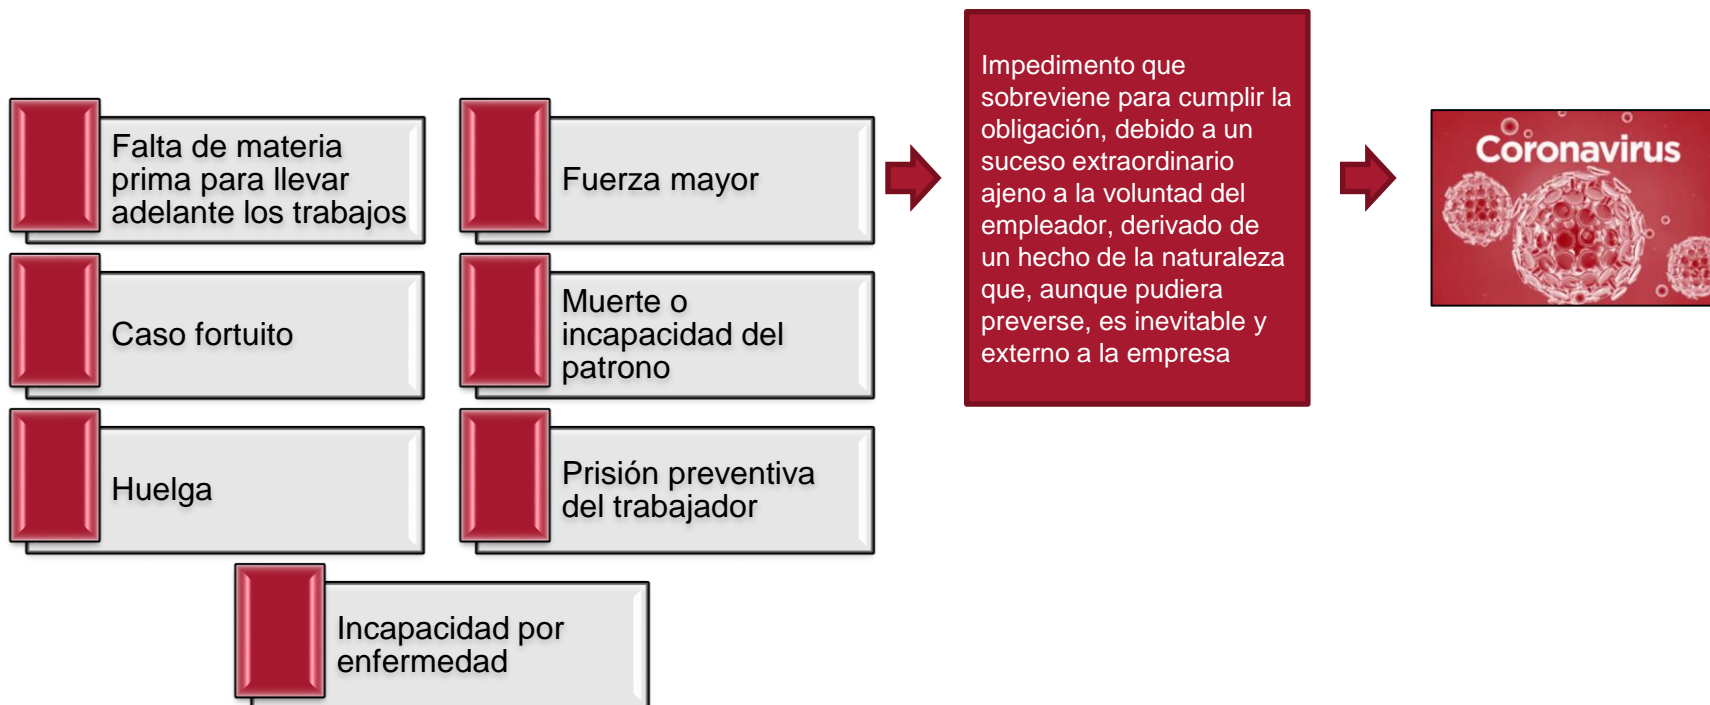 Falta de materia
prima para llevar
adelante los trabajos
Fuerza mayor
Caso fortuito
Muerte o
incapacidad del
patrono
Huelga
Prisión preventiva
del trabajador
Incapacidad por
enfermedad
Impedimento que
sobreviene para cumplir la
obligación, debido a un
suceso extraordinario
ajeno a la voluntad del
empleador, derivado de
un hecho de la naturaleza
que, aunque pudiera
preverse, es inevitable y
externo a la empresa
Coronavirus